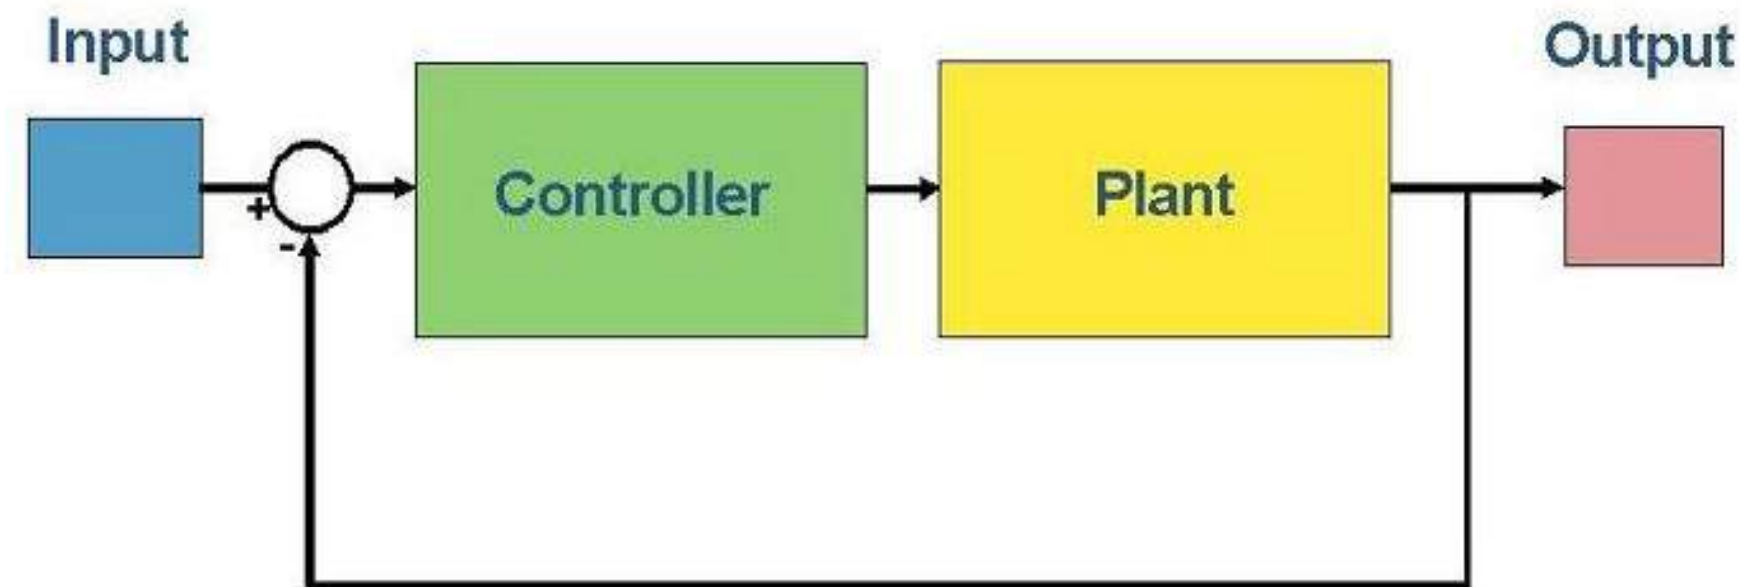 Input
Output
Controller
Plant
+
-